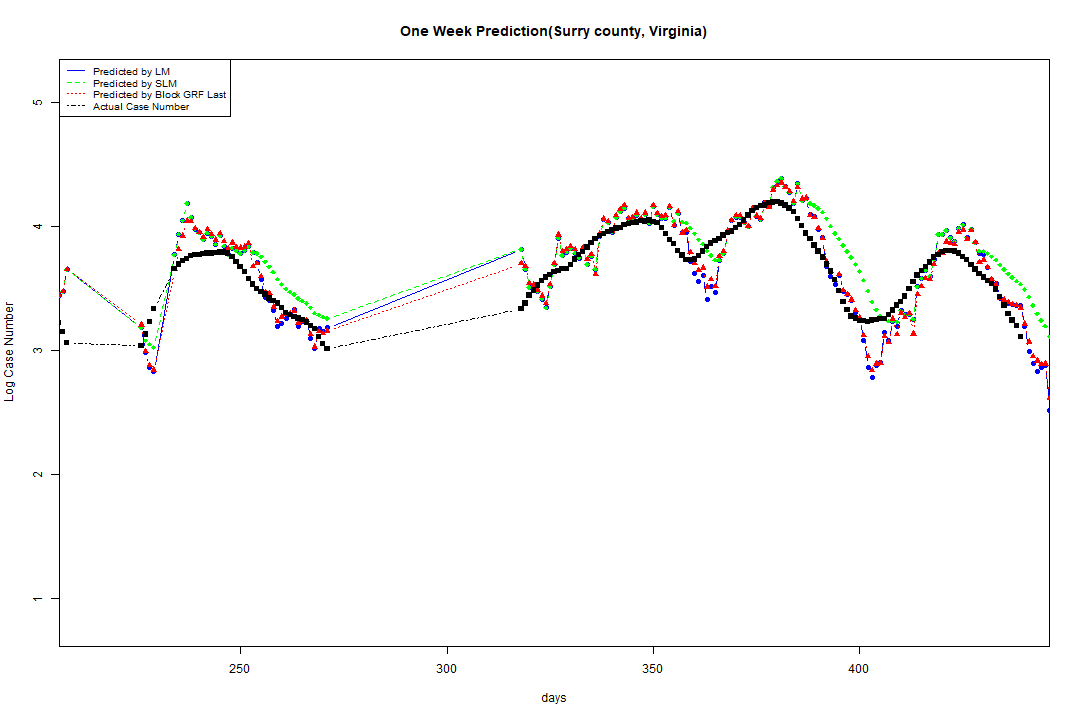 One Week Prediction(Surry county, Virginia)
Predicted by LM
Predicted by SLM
Predicted by Block GRF Last
Actual Case Number
5
4
3
2
1
Log Case Number
250
300
350
400
days